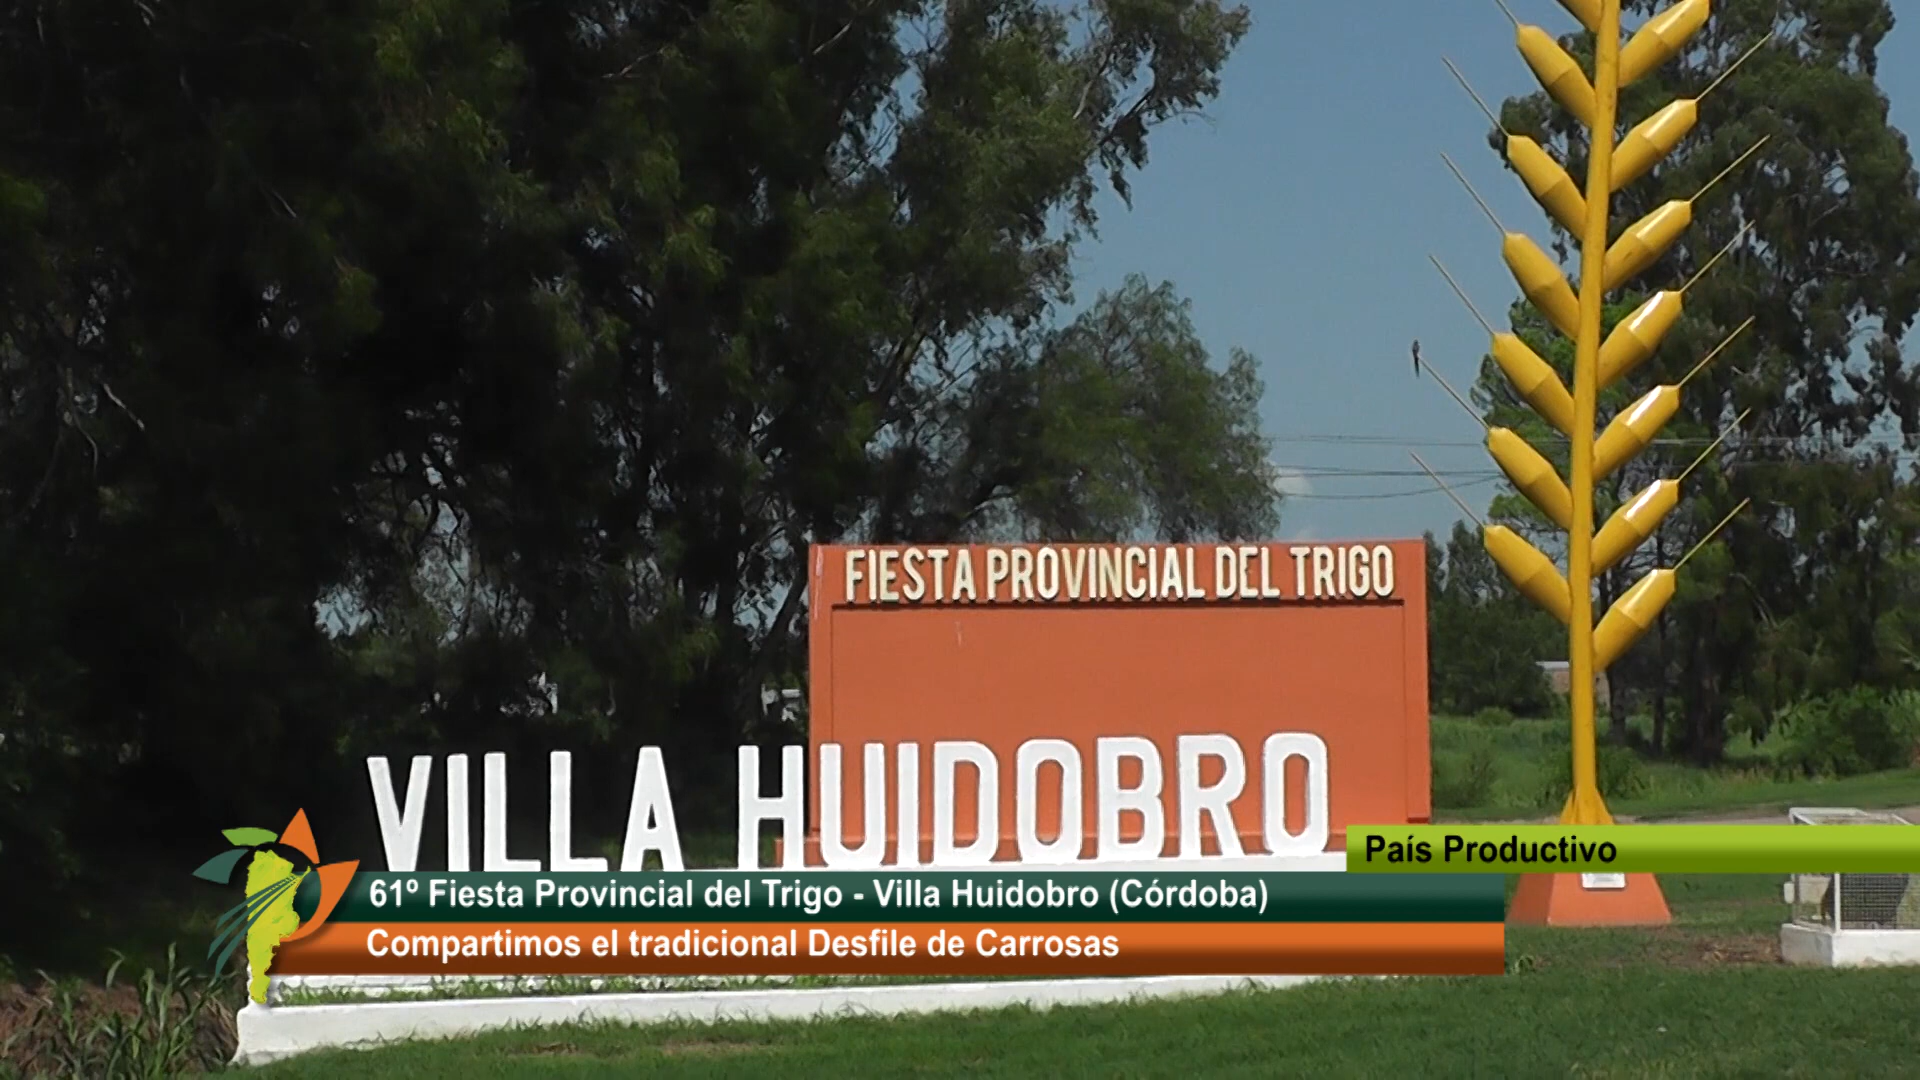 FIESTA PROVINCIAL DEL TRIGO
VILLA HUIDOBRO
País Productivo
61º Fiesta Provincial del Trigo - Villa Huidobro (Córdoba)
Compartimos el tradicional Desfile de Carrosas